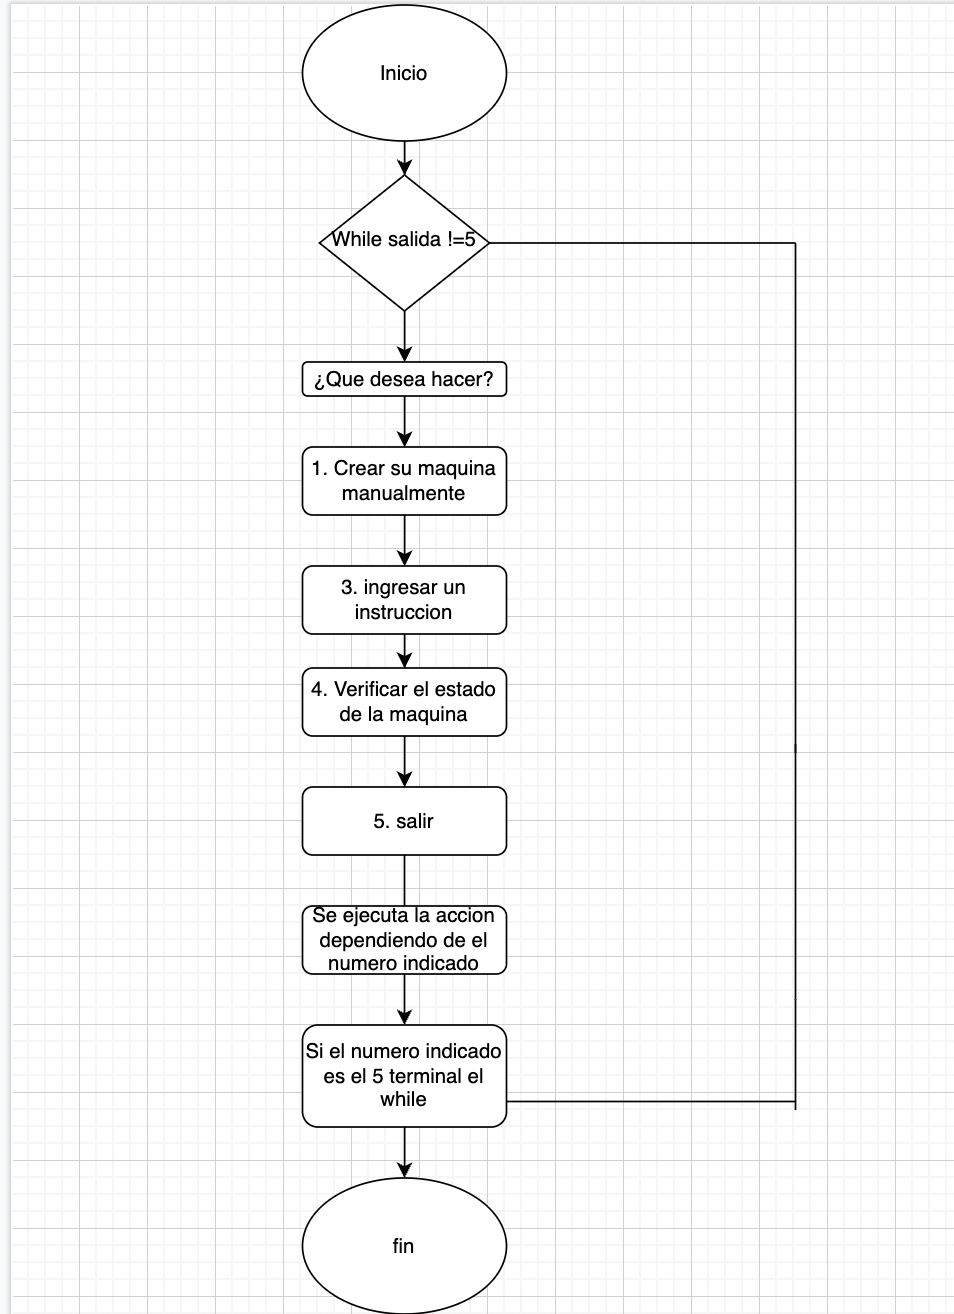 Inicio
While salida !=5
¿Que desea hacer?
1. Crear su maquina
manualmente
3. ingresar un
instruccion
4. Verificar el estado
de la maquina
5. salir
Se ejecuta la accion
dependiendo de el
numero indicado
Si el numero indicado
es el 5 terminal el
while
fin